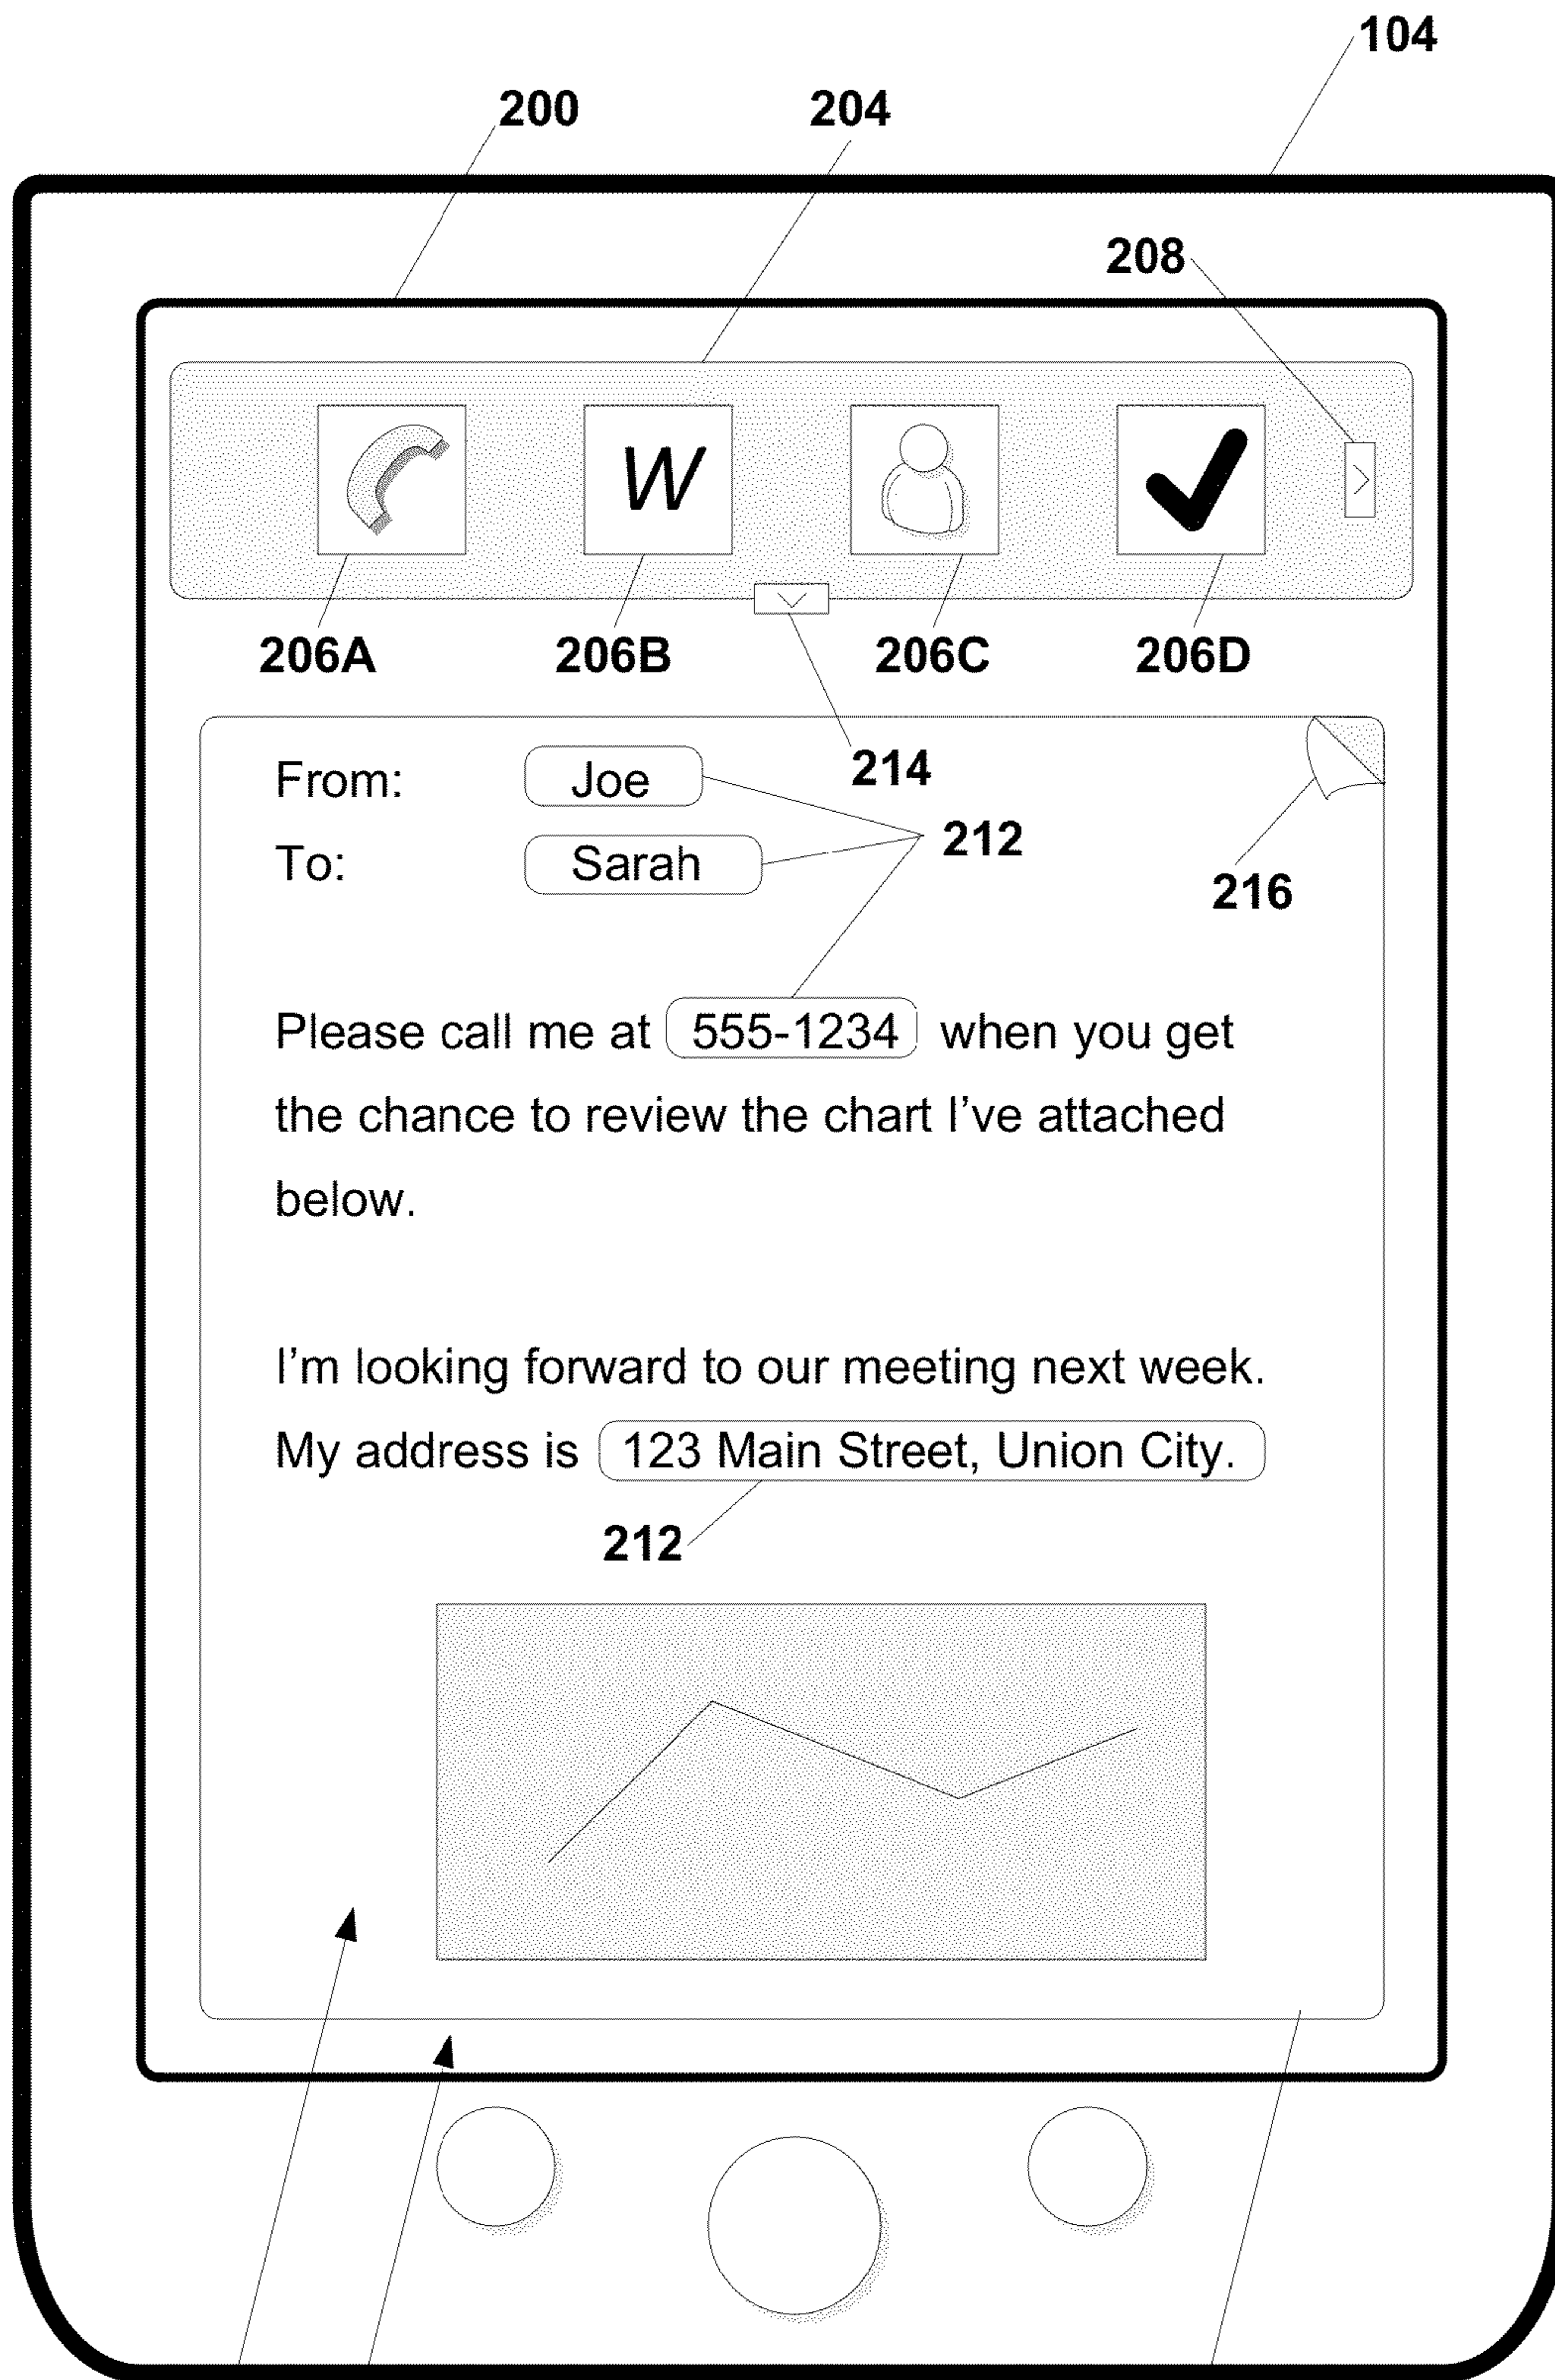 104
200
204
208
W
206A
206B
206C
206D
From:
Joe
214
212
To:
Sarah
216
Please call me at 555-1234 when you get
the chance to review the chart I've attached
below.
I'm looking forward to our meeting next week.
My address is 123 Main Street, Union City.
212